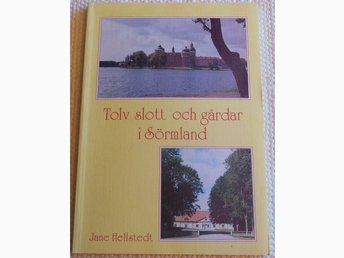 Tolv slott och gårdar
i Sörmland
Jane Hellstedt